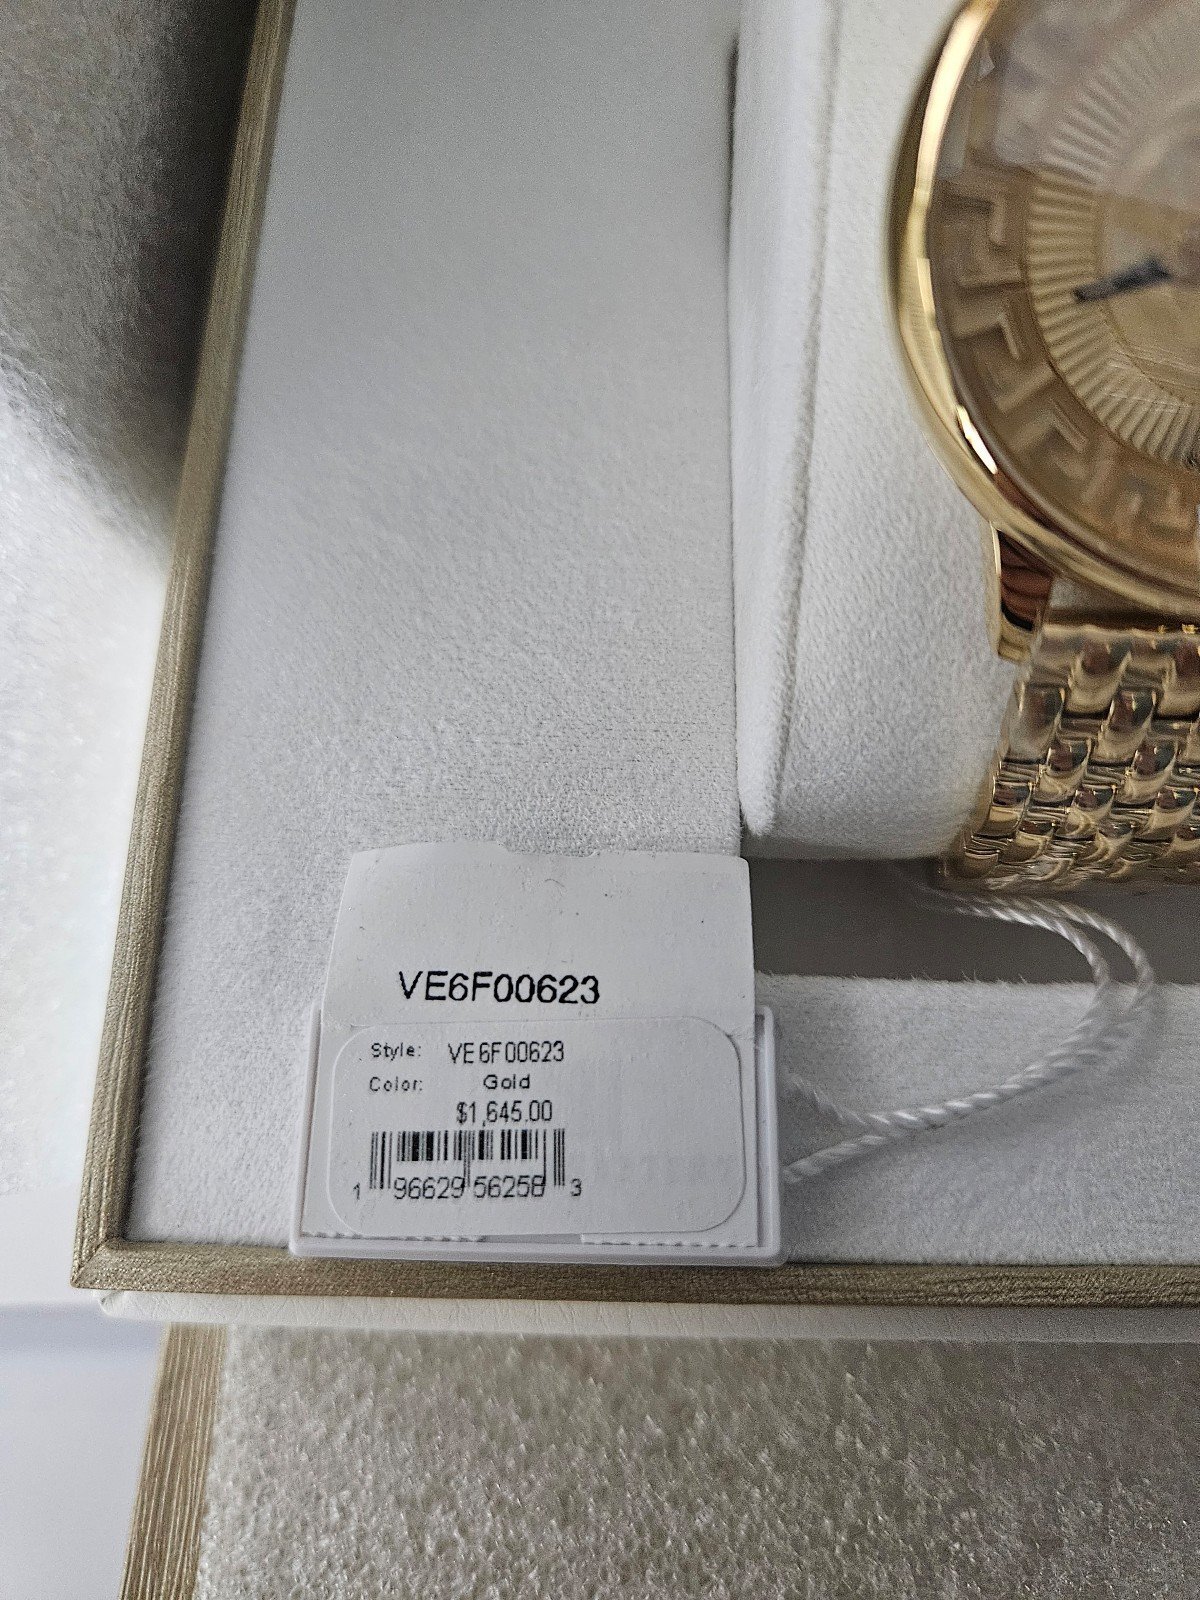 VE6F00623
Style: VE6F00623
Color: Gold
$1,645.00
1 96629 56258 3